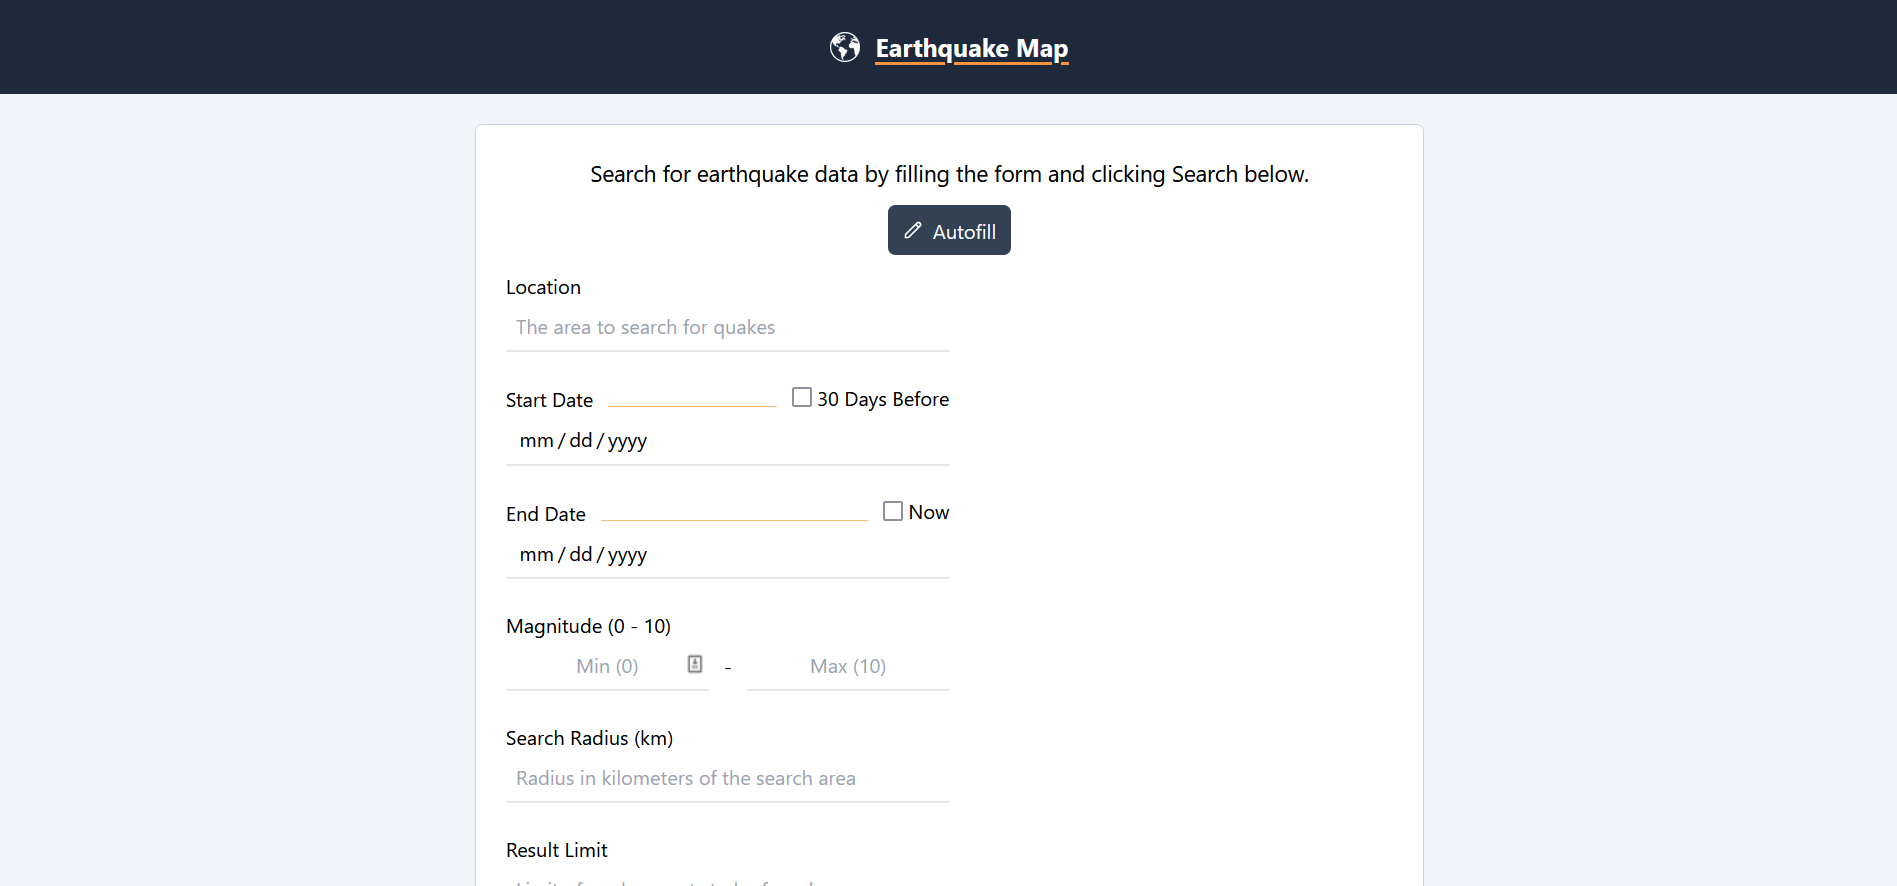 Earthquake Map
Search for earthquake data by filling the form and clicking Search below.
Autofill
Location
The area to search for quakes
Start Date
30 Days Before
mm/dd/yyyy
End Date
Now
mm/dd/yyyy
Magnitude (0 - 10)
Min (0) - Max (10)
Search Radius (km)
Radius in kilometers of the search area
Result Limit